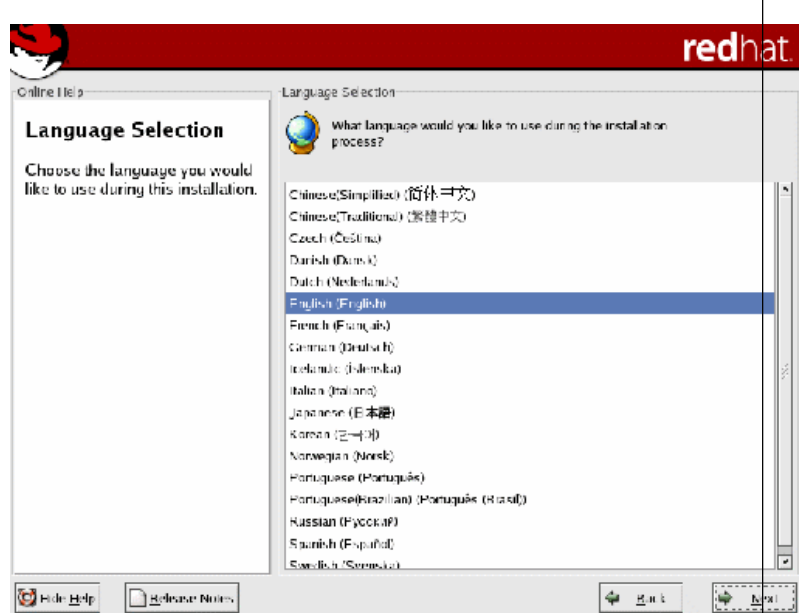 redhat.
Online Help
Language Selection
Choose the language you would
like to use during this installation.
Language Selection
What language would you like to use during the installation
process?
Chinese(Simplified) (简体中文)
Chinese(Traditional) (繁體中文)
Czech (Čeština)
Danish (Dansk)
Dutch (Nederlands)
English (English)
French (Français)
German (Deutsch)
Icelandic (Íslenska)
Italian (Italiano)
Japanese (日本語)
Korean (한국어)
Norwegian (Norsk)
Portuguese (Português)
Portuguese(Brazilian) (Português (Brasil))
Russian (Русский)
Spanish (Español)
Swedish (Svenska)
Hide Help
Release Notes
Back
Next